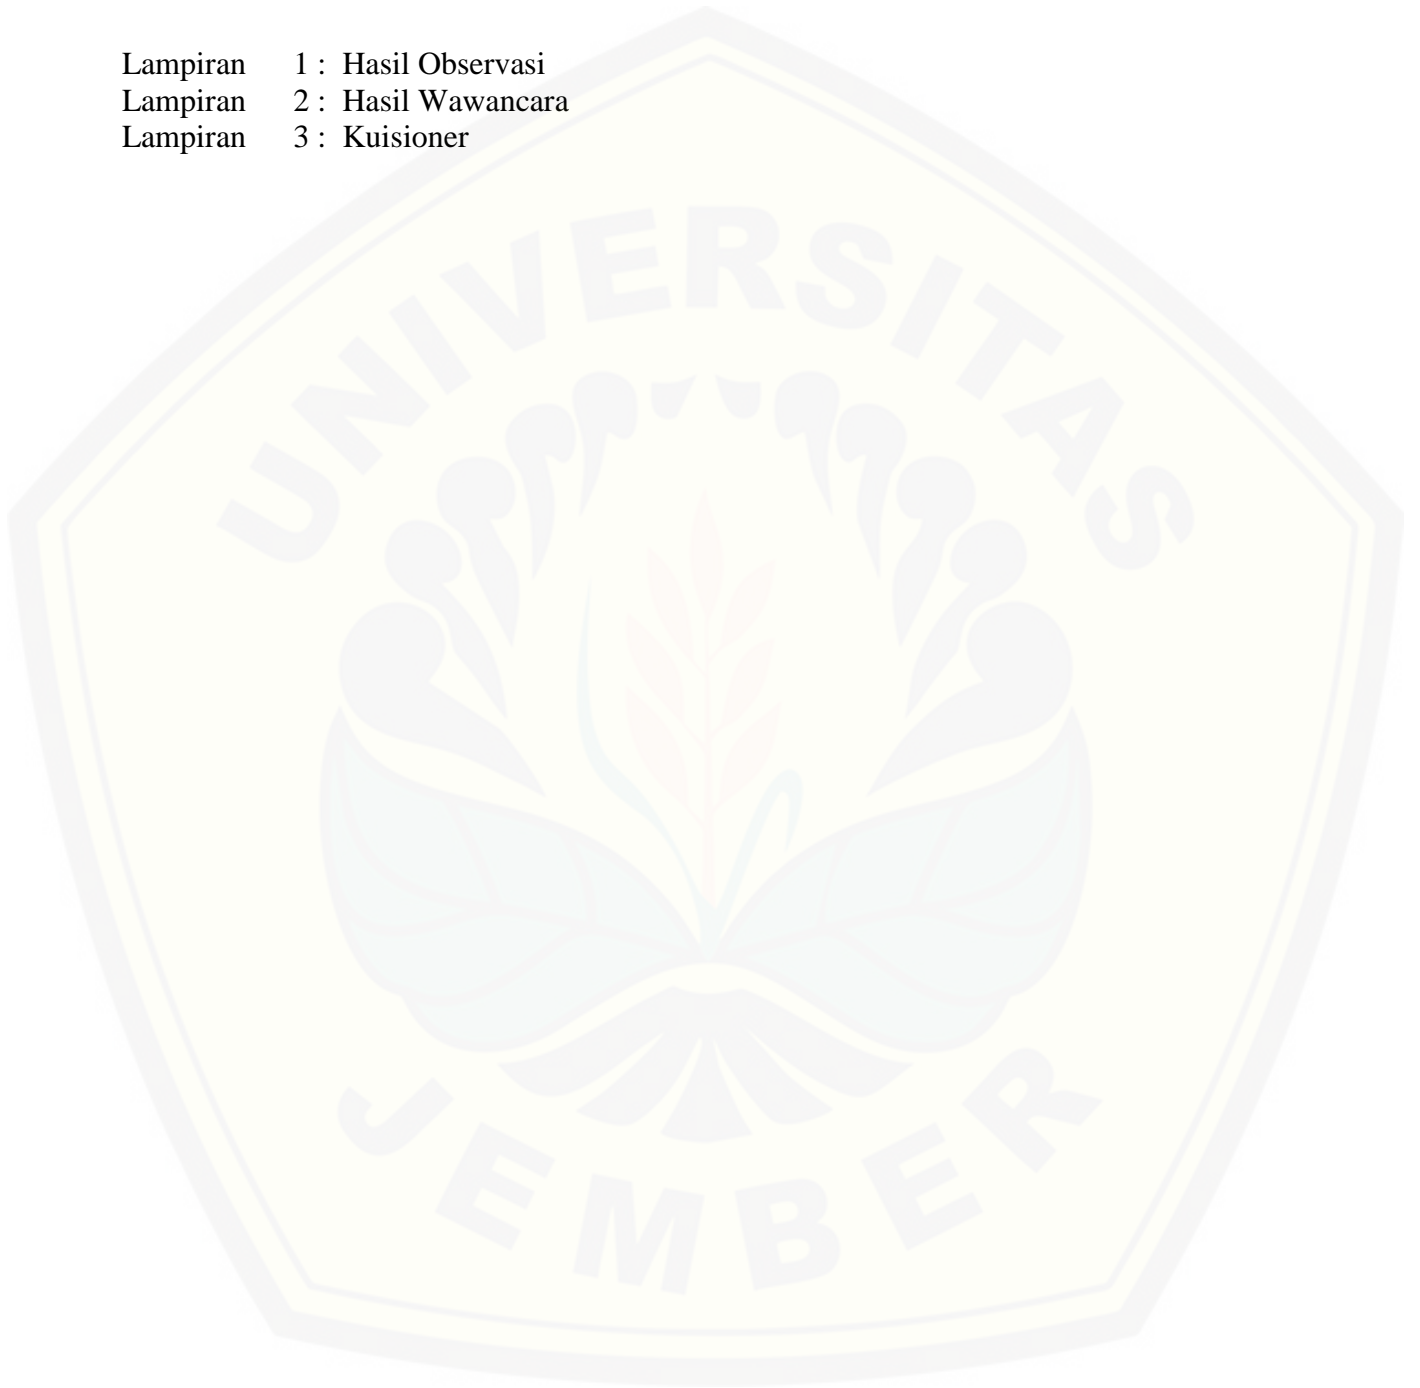 Lampiran 1 : Hasil Observasi
Lampiran 2 : Hasil Wawancara
Lampiran 3 : Kuisioner
UNIVERSITAS
JEMBER